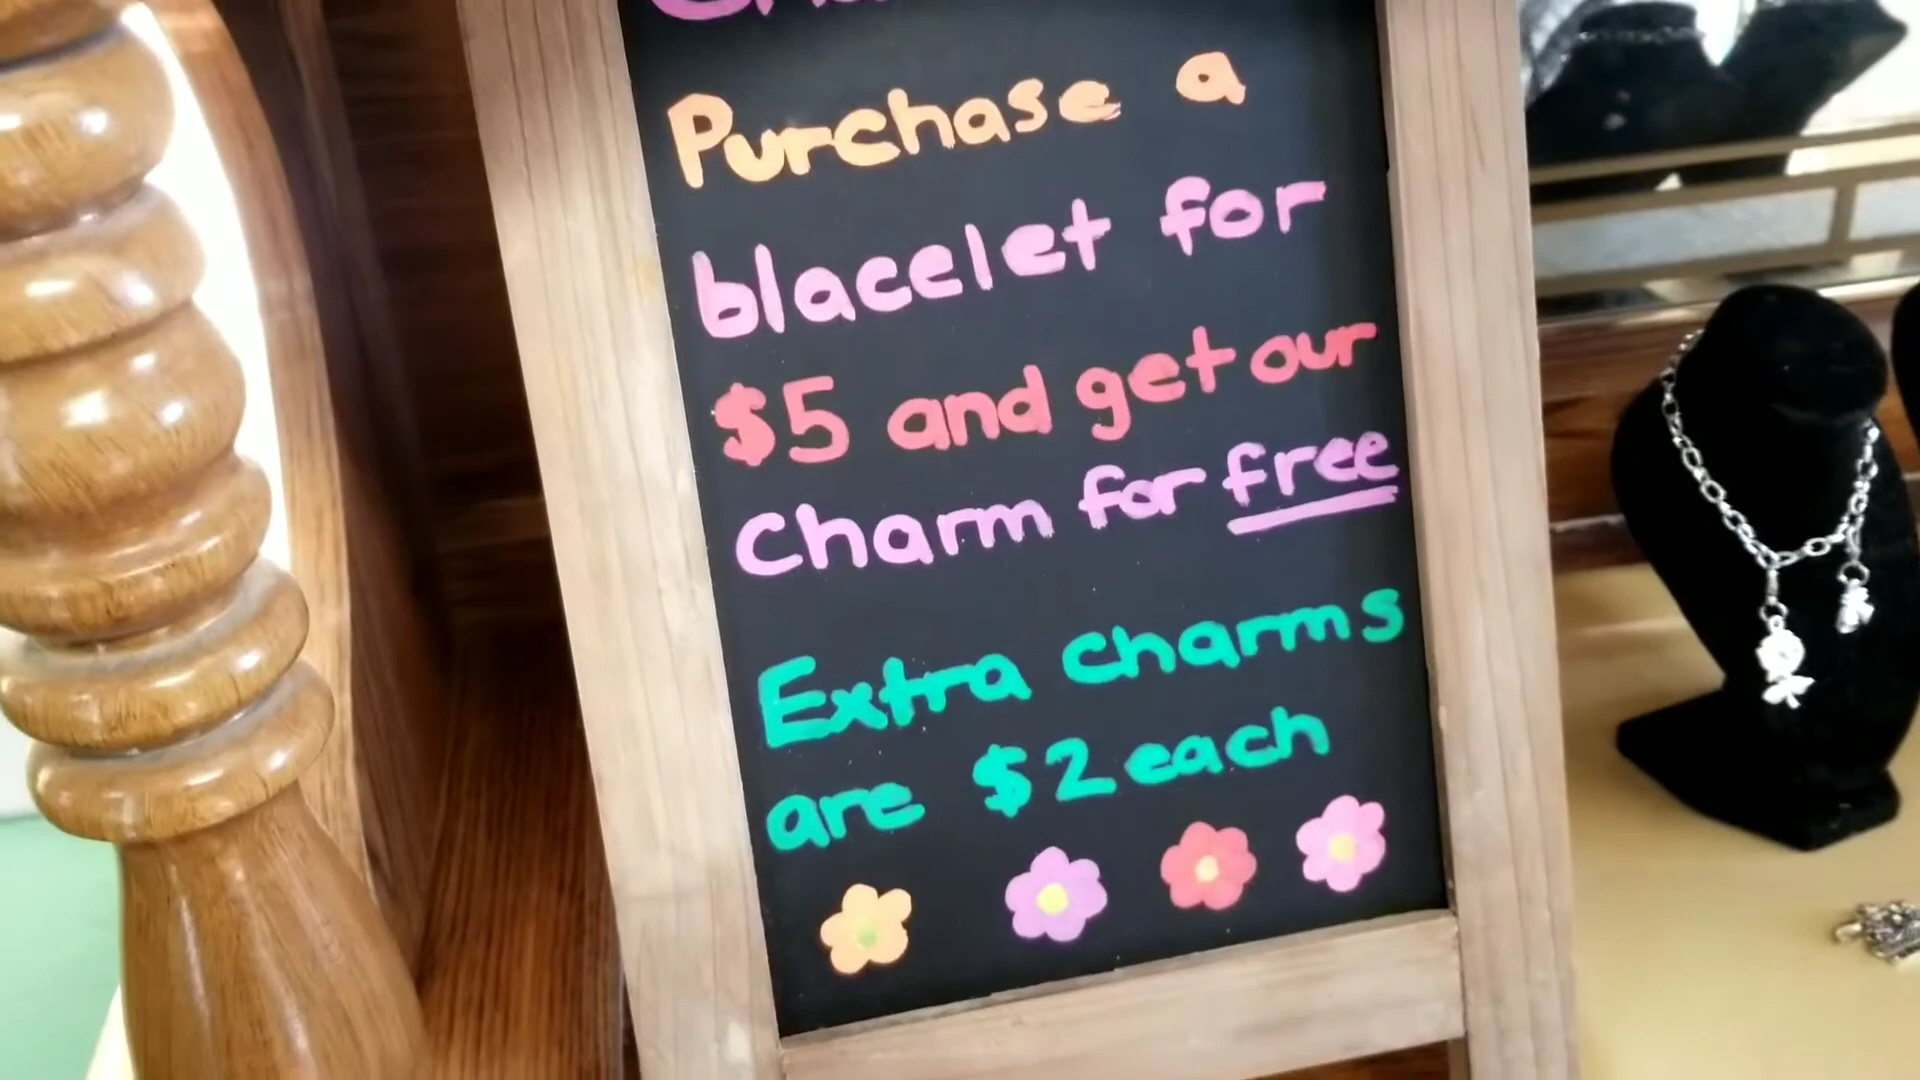 Purchase a
blacelet for
$5 and get our
Charm for free
Extra charms
are $2 each